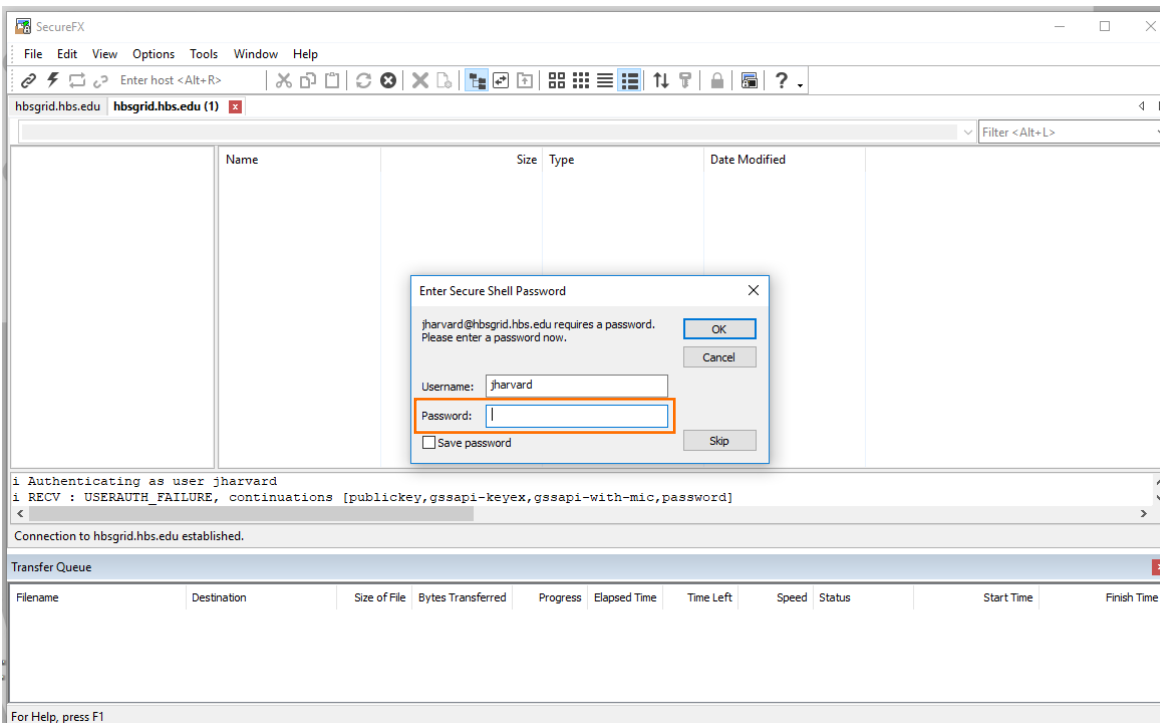 SecureFX
File Edit View Options Tools Window Help
Enter host <Alt+R>
hbsgrid.hbs.edu hbsgrid.hbs.edu (1)
Filter <Alt+L>
Name Size Type Date Modified
Enter Secure Shell Password
jharvard@hbsgrid.hbs.edu requires a password.
Please enter a password now.
OK
Cancel
Username: jharvard
Password:
Save password
Skip
i Authenticating as user jharvard
i RECV : USERAUTH_FAILURE, continuations [publickey,gssapi-keyex,gssapi-with-mic,password]
Connection to hbsgrid.hbs.edu established.
Transfer Queue
Filename Destination Size of File Bytes Transferred Progress Elapsed Time Time Left Speed Status Start Time Finish Time
For Help, press F1